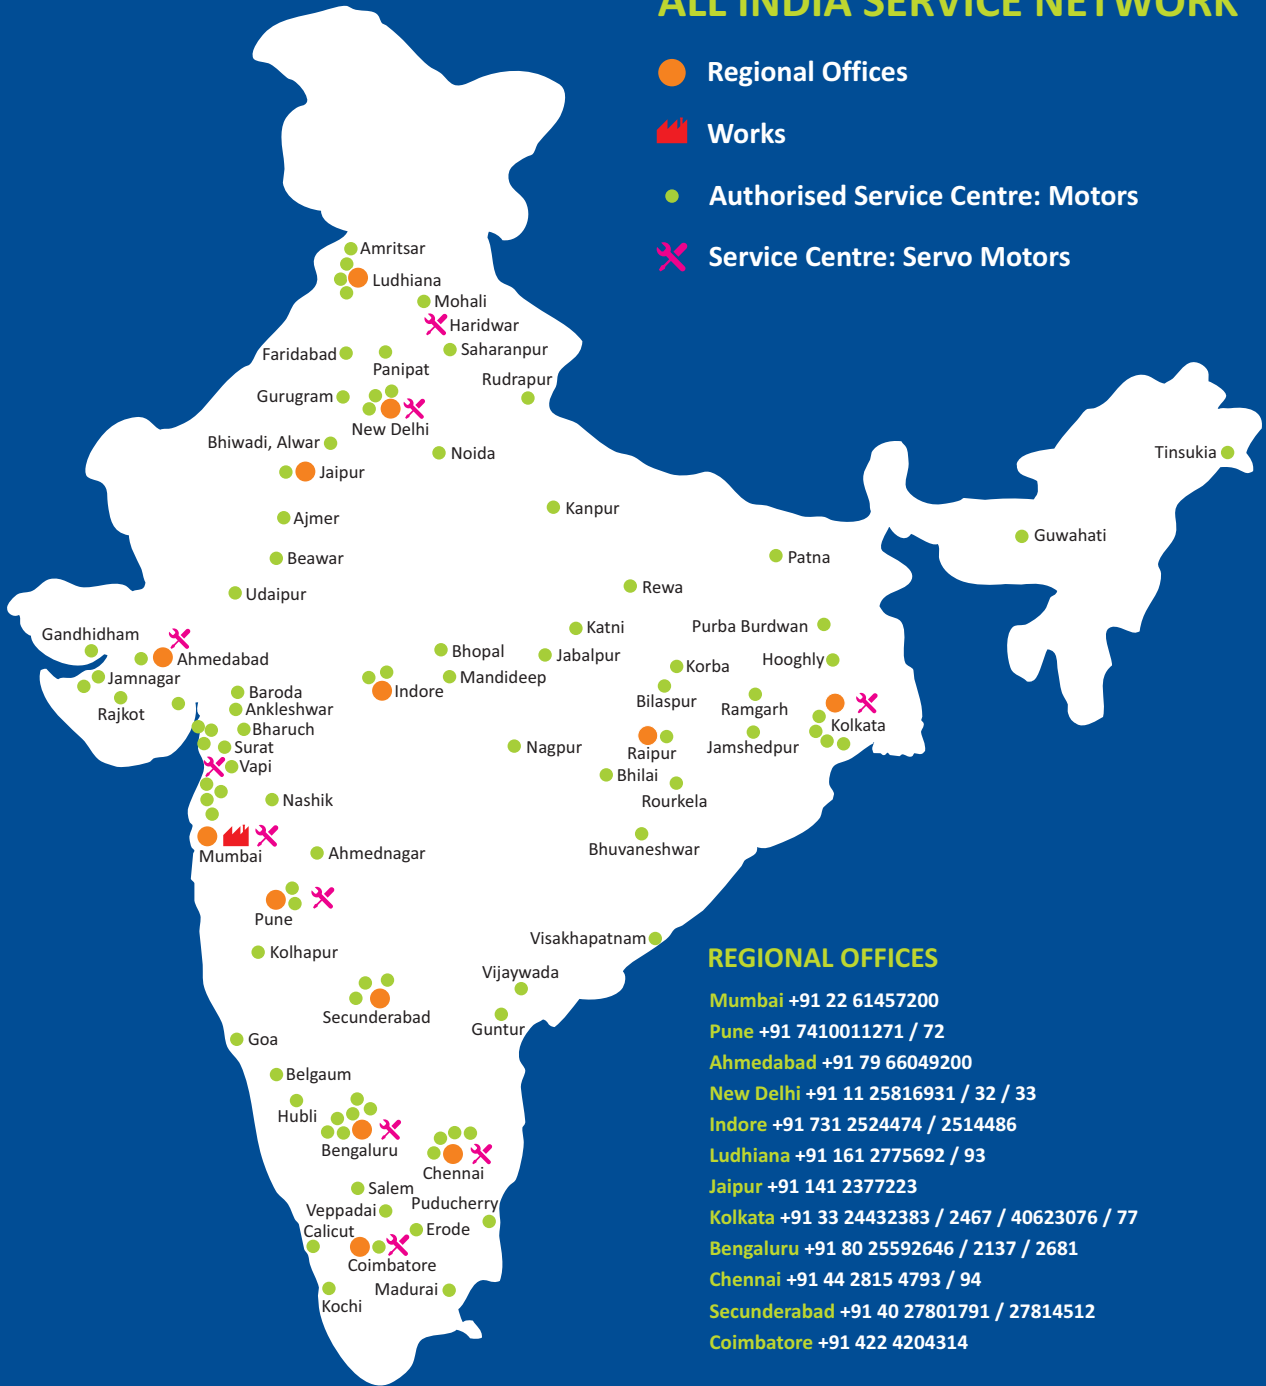 ALL INDIA SERVICE NETWORK
Regional Offices
Works
Authorised Service Centre: Motors
Service Centre: Servo Motors
Amritsar
Ludhiana
Mohali
Haridwar
Faridabad
Panipat
Saharanpur
Rudrapur
Gurugram
New Delhi
Bhiwadi, Alwar
Noida
Jaipur
Tinsukia
Ajmer
Kanpur
Guwahati
Beawar
Patna
Udaipur
Rewa
Gandhidham
Katni
Purba Burdwan
Ahmedabad
Bhopal
Jabalpur
Hooghly
Jamnagar
Mandideep
Korba
Baroda
Indore
Bilaspur
Rajkot
Ankleshwar
Ramgarh
Bharuch
Kolkata
Surat
Nagpur
Raipur
Jamshedpur
Vapi
Bhilai
Nashik
Rourkela
Mumbai
Ahmednagar
Bhuvaneshwar
Pune
Visakhapatnam
Kolhapur
Vijaywada
Secunderabad
Guntur
Goa
Belgaum
Hubli
Bengaluru
Chennai
Salem
Puducherry
Veppadai
Calicut
Erode
Coimbatore
Madurai
Kochi
REGIONAL OFFICES
Mumbai +91 22 61457200
Pune +91 7410011271 / 72
Ahmedabad +91 79 66049200
New Delhi +91 11 25816931 / 32 / 33
Indore +91 731 2524474 / 2514486
Ludhiana +91 161 2775692 / 93
Jaipur +91 141 2377223
Kolkata +91 33 24432383 / 2467 / 40623076 / 77
Bengaluru +91 80 25592646 / 2137 / 2681
Chennai +91 44 2815 4793 / 94
Secunderabad +91 40 27801791 / 27814512
Coimbatore +91 422 4204314